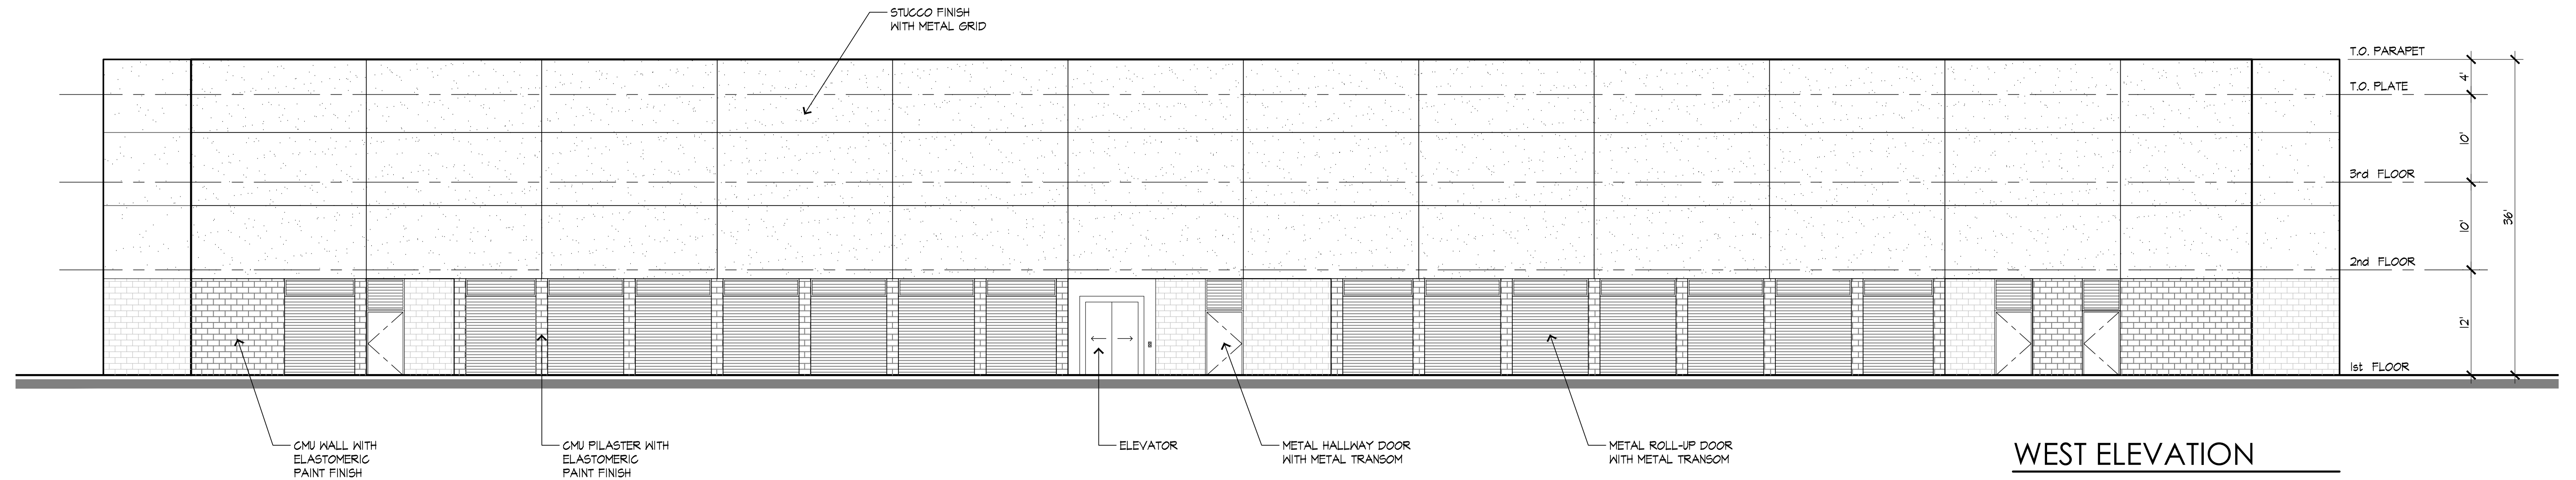 STUCCO FINISH
WITH METAL GRID
T.O. PARAPET
4'
T.O. PLATE
10'
3rd FLOOR
10'
36'
2nd FLOOR
12'
1st FLOOR
CMU WALL WITH
ELASTOMERIC
PAINT FINISH
CMU PILASTER WITH
ELASTOMERIC
PAINT FINISH
ELEVATOR
METAL HALLWAY DOOR
WITH METAL TRANSOM
METAL ROLL-UP DOOR
WITH METAL TRANSOM
WEST ELEVATION